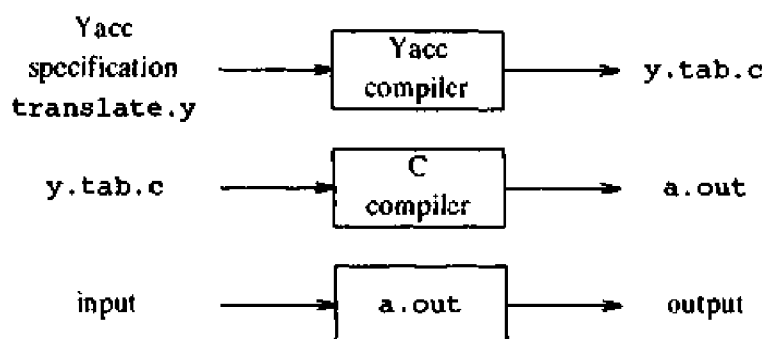 Yacc
specification
translate.y
Yacc
compiler
y.tab.c
y.tab.c
C
compiler
a.out
input
a.out
output